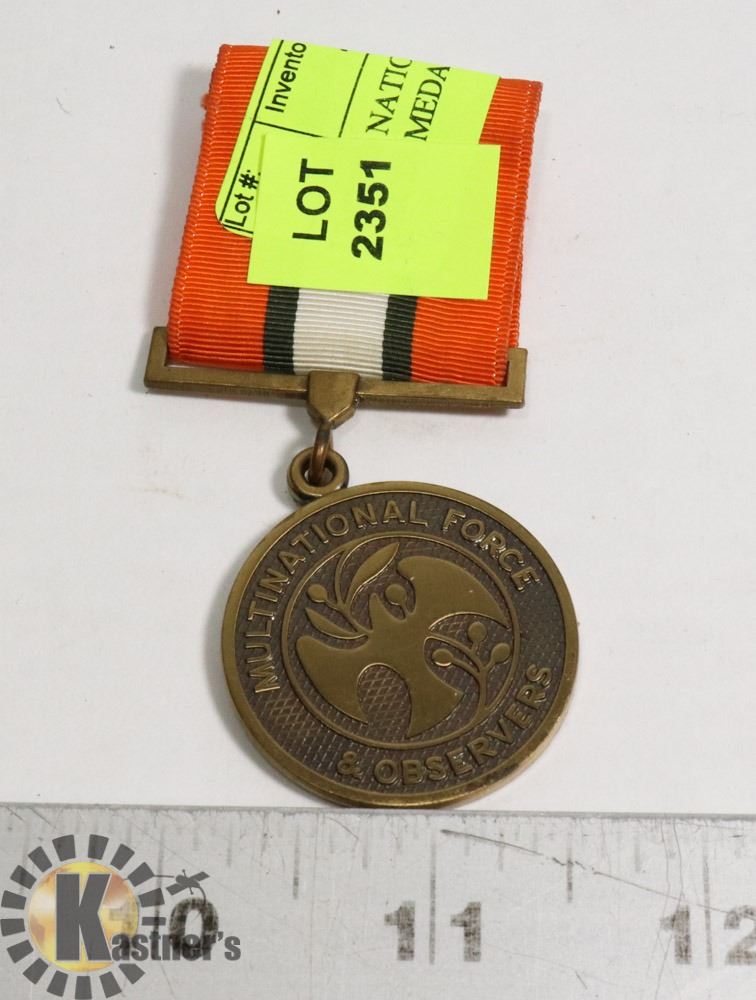 Lot #:
Invento
NATIO
MEDA
LOT
2351
MULTINATIONAL FORCE
& OBSERVERS
10
11
12
Kastner's